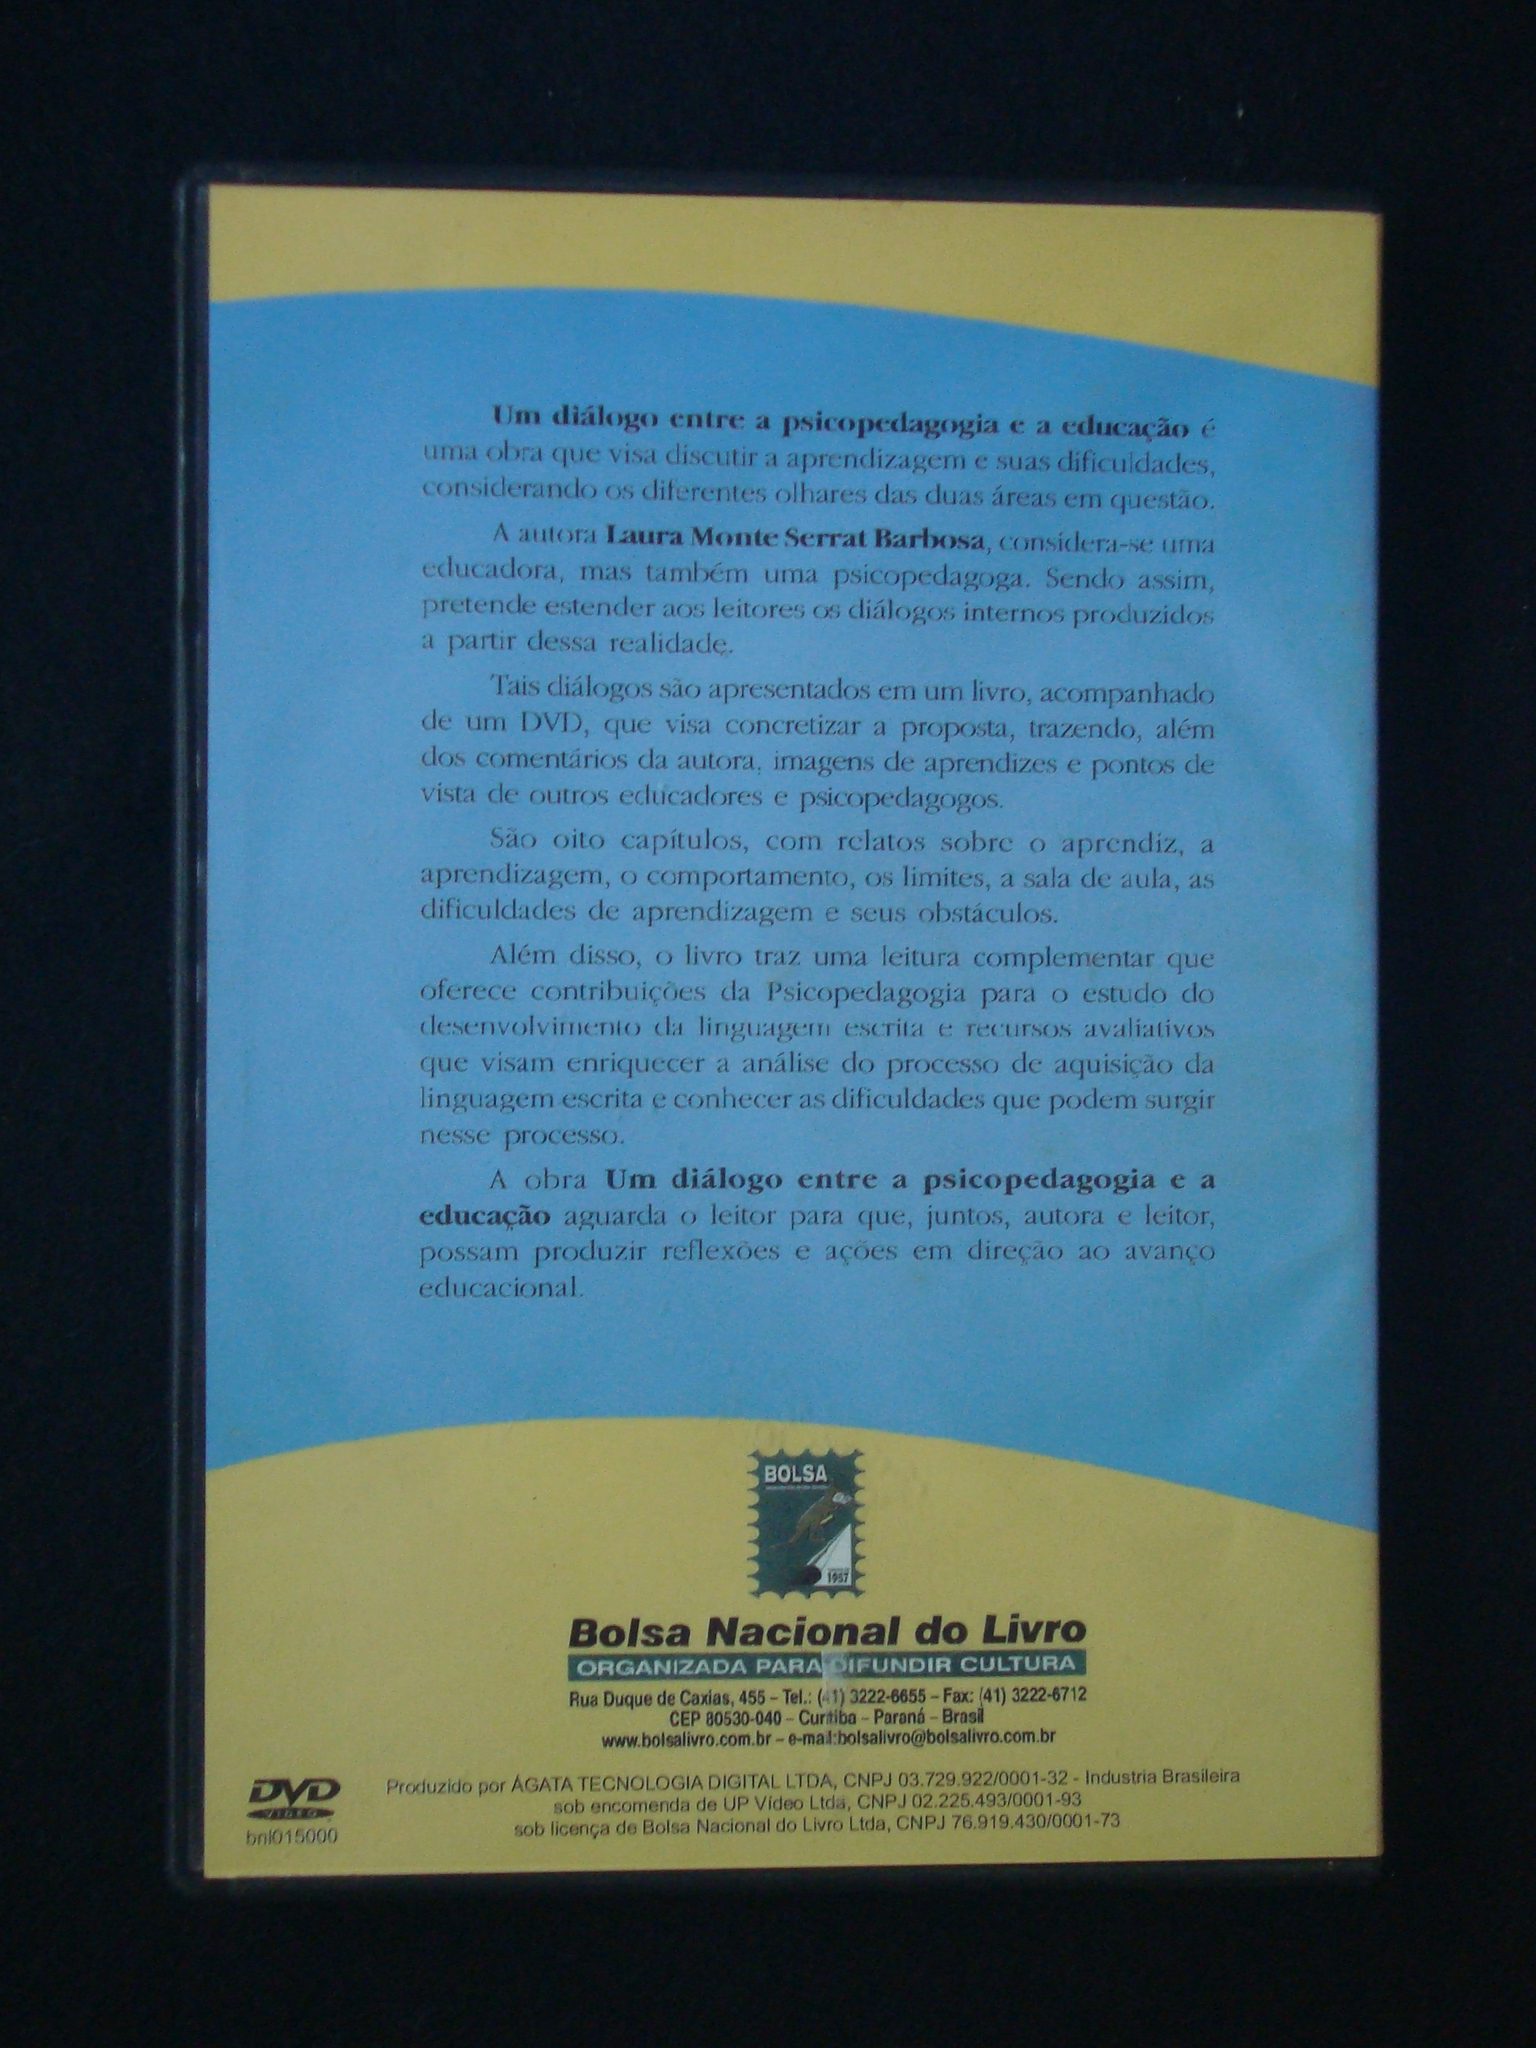 Um diálogo entre a psicopedagogia e a educação é
uma obra que visa discutir a aprendizagem e suas dificuldades,
considerando os diferentes olhares das duas áreas em questão.
A autora Laura Monte Serrat Barbosa, considera-se uma
educadora, mas também uma psicopedagoga. Sendo assim,
pretende estender aos leitores os diálogos internos produzidos
a partir dessa realidade.
Tais diálogos são apresentados em um livro, acompanhado
de um DVD, que visa concretizar a proposta, trazendo, além
dos comentários da autora, imagens de aprendizes e pontos de
vista de outros educadores e psicopedagogos.
São oito capítulos, com relatos sobre o aprendiz, a
aprendizagem, o comportamento, os limites, a sala de aula, as
dificuldades de aprendizagem e seus obstáculos.
Além disso, o livro traz uma leitura complementar que
oferece contribuições da Psicopedagogia para o estudo do
desenvolvimento da linguagem escrita e recursos avaliativos
que visam enriquecer a análise do processo de aquisição da
linguagem escrita e conhecer as dificuldades que podem surgir
nesse processo.
A obra Um diálogo entre a psicopedagogia e a
educação aguarda o leitor para que, juntos, autora e leitor,
possam produzir reflexões e ações em direção ao avanço
educacional.
BOLSA
1957
Bolsa Nacional do Livro
ORGANIZADA PARA DIFUNDIR CULTURA
Rua Duque de Caxias, 455 – Tel.: (41) 3222-6655 – Fax: (41) 3222-6712
CEP 80530-040 – Curitiba – Paraná – Brasil
www.bolsalivro.com.br – e-mail:bolsalivro@bolsalivro.com.br
DVD
VIDEO
bnl015000
Produzido por ÁGATA TECNOLOGIA DIGITAL LTDA, CNPJ 03.729.922/0001-32 - Industria Brasileira
sob encomenda de UP Vídeo Ltda, CNPJ 02.225.493/0001-93
sob licença de Bolsa Nacional do Livro Ltda, CNPJ 76.919.430/0001-73